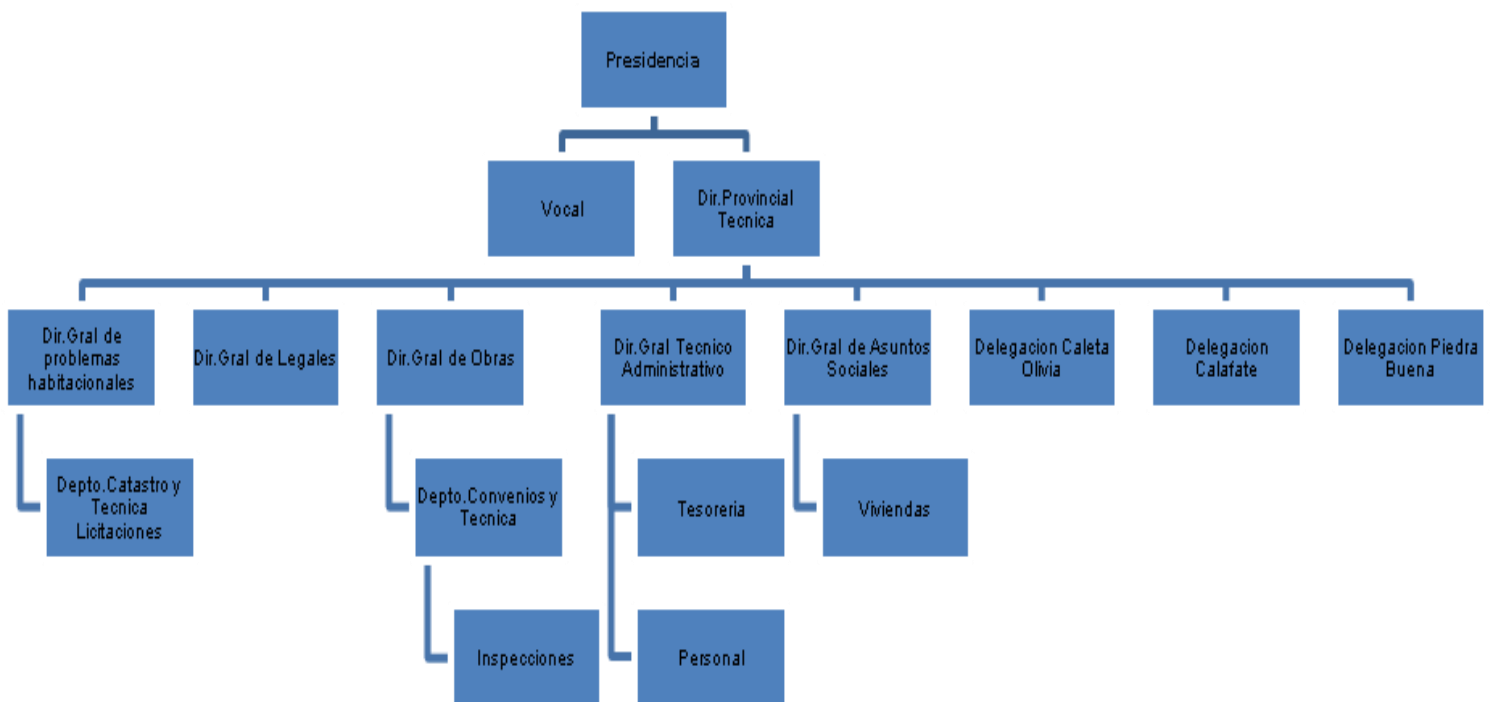 Presidencia
Vocal
Dir.Provincial
Tecnica
Dir.Gral de
problemas
habitacionales
Dir.Gral de Legales
Dir.Gral de Obras
Dir.Gral Tecnico
Administrativo
Dir.Gral de Asuntos
Sociales
Delegacion Caleta
Olivia
Delegacion
Calafate
Delegacion Piedra
Buena
Depto.Catastro y
Tecnica
Licitaciones
Depto.Convenios y
Tecnica
Tesoreria
Viviendas
Inspecciones
Personal